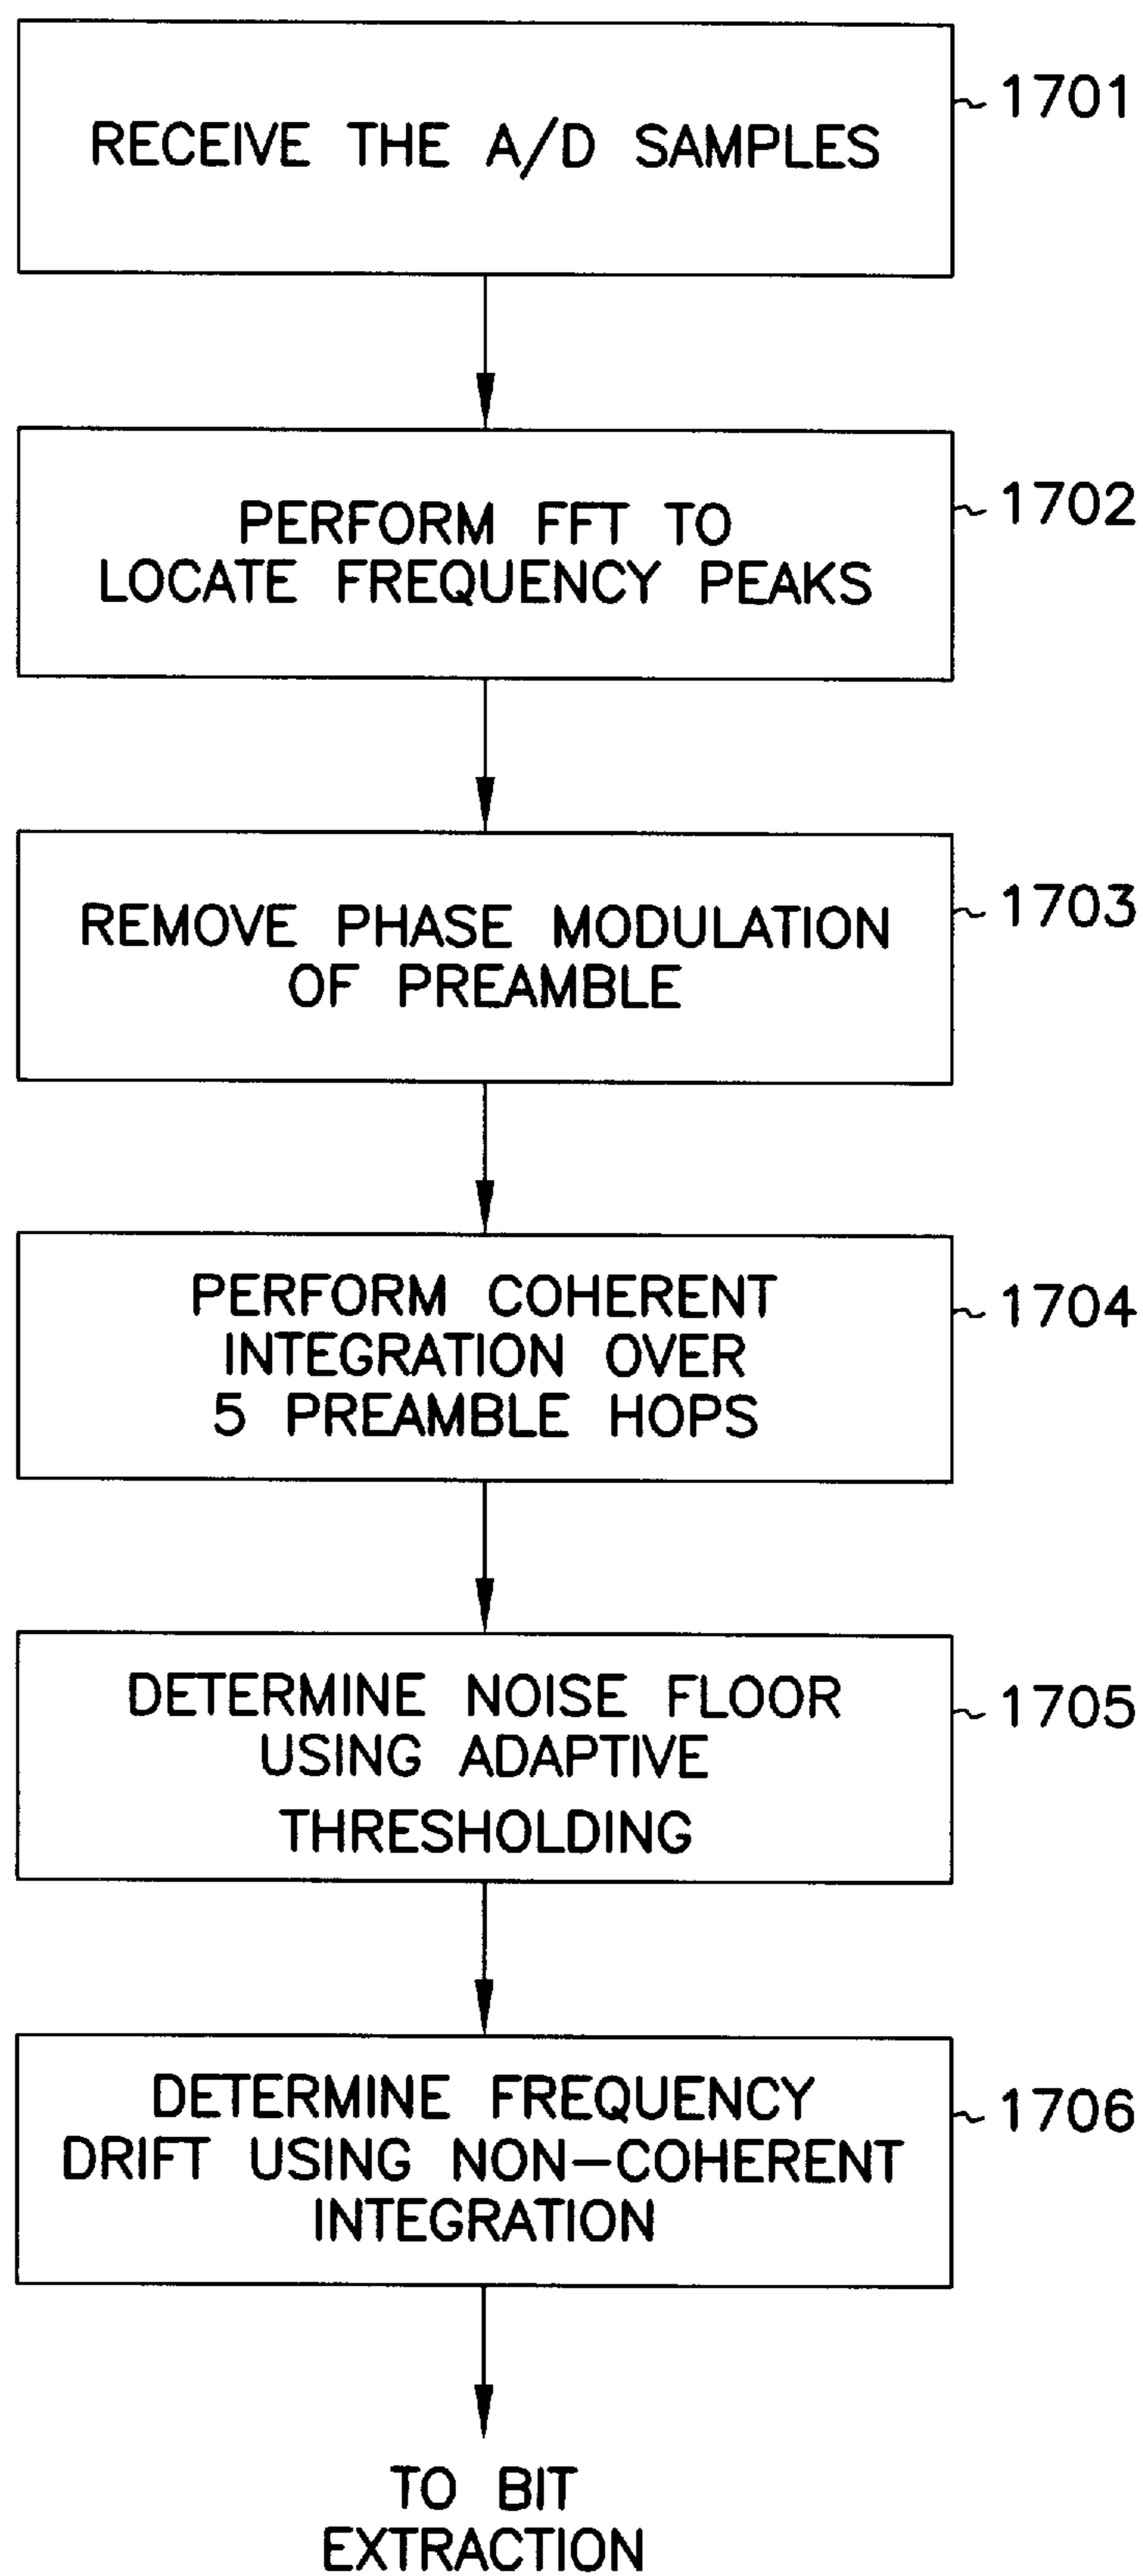 1701
RECEIVE THE A/D SAMPLES
1702
PERFORM FFT TO
LOCATE FREQUENCY PEAKS
1703
REMOVE PHASE MODULATION
OF PREAMBLE
1704
PERFORM COHERENT
INTEGRATION OVER
5 PREAMBLE HOPS
1705
DETERMINE NOISE FLOOR
USING ADAPTIVE
THRESHOLDING
1706
DETERMINE FREQUENCY
DRIFT USING NON-COHERENT
INTEGRATION
TO BIT
EXTRACTION